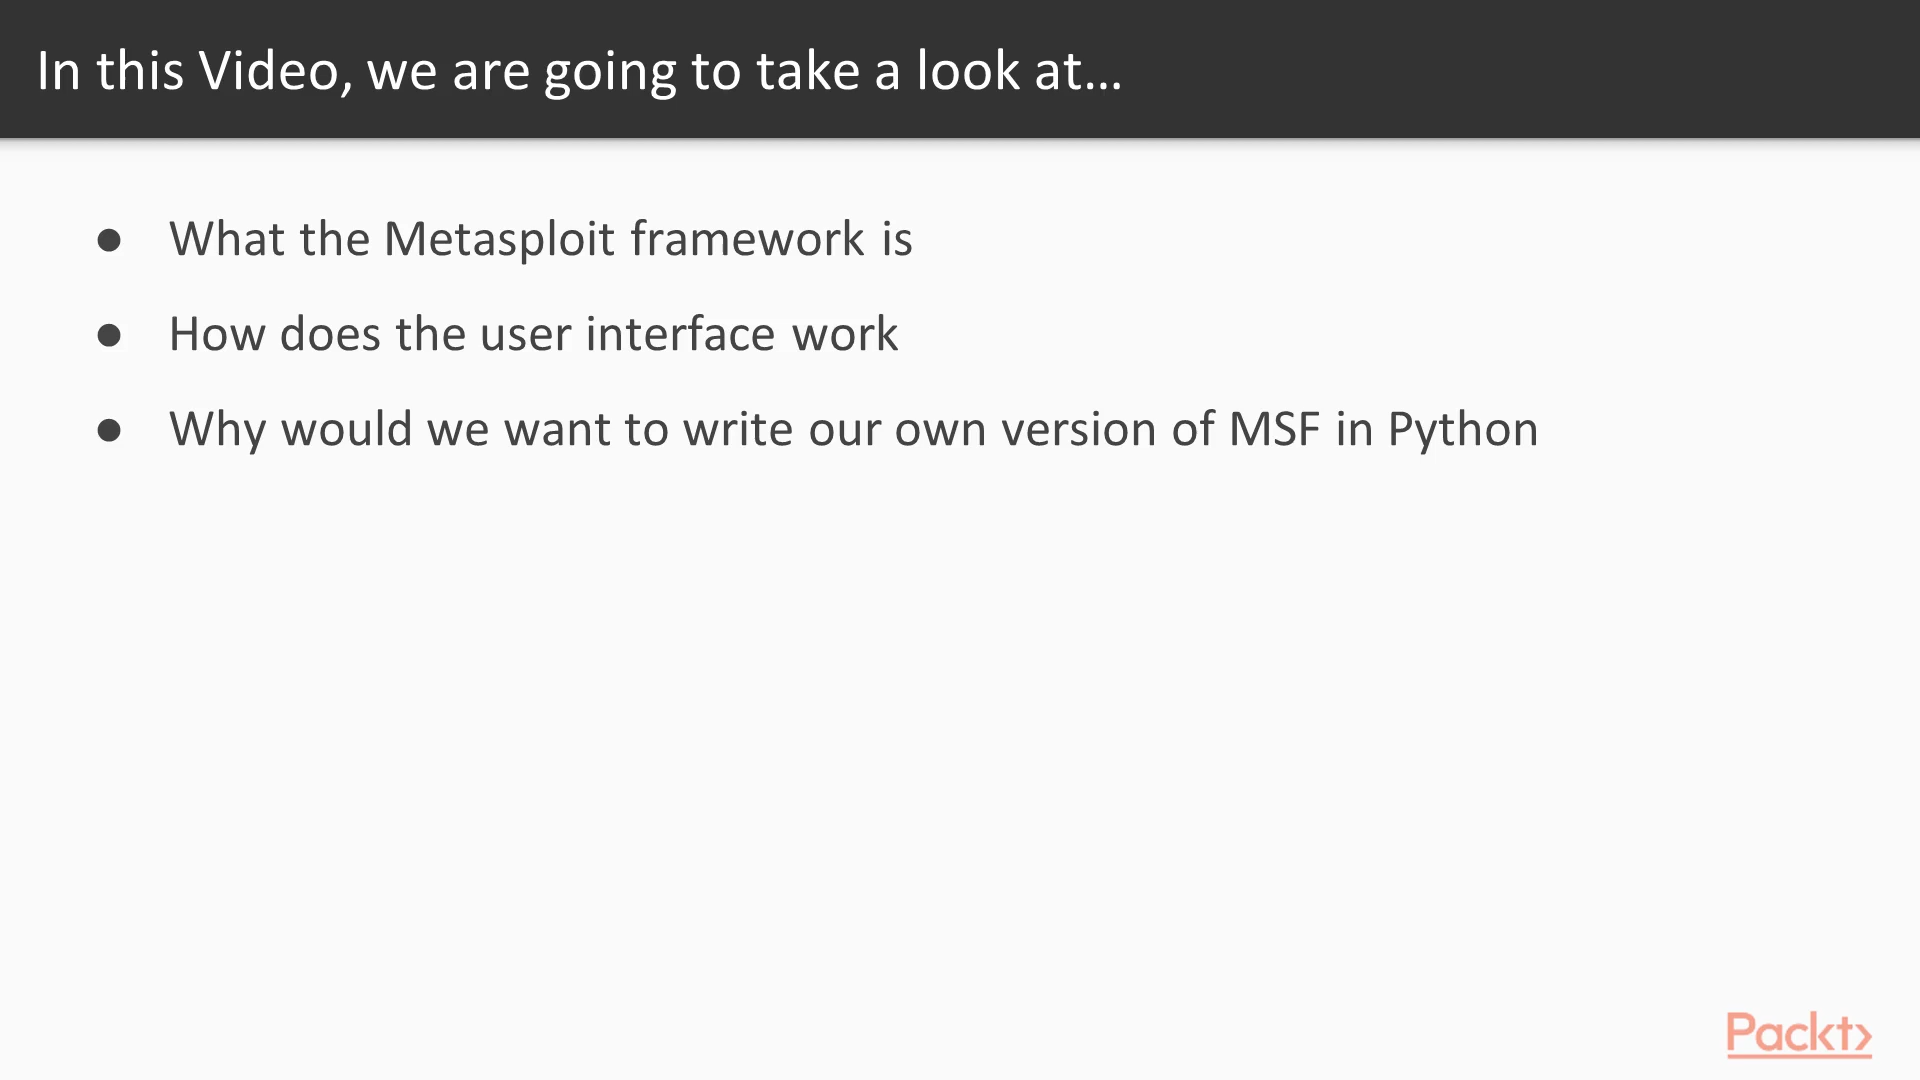 In this Video, we are going to take a look at...
● What the Metasploit framework is
● How does the user interface work
● Why would we want to write our own version of MSF in Python
Packt>